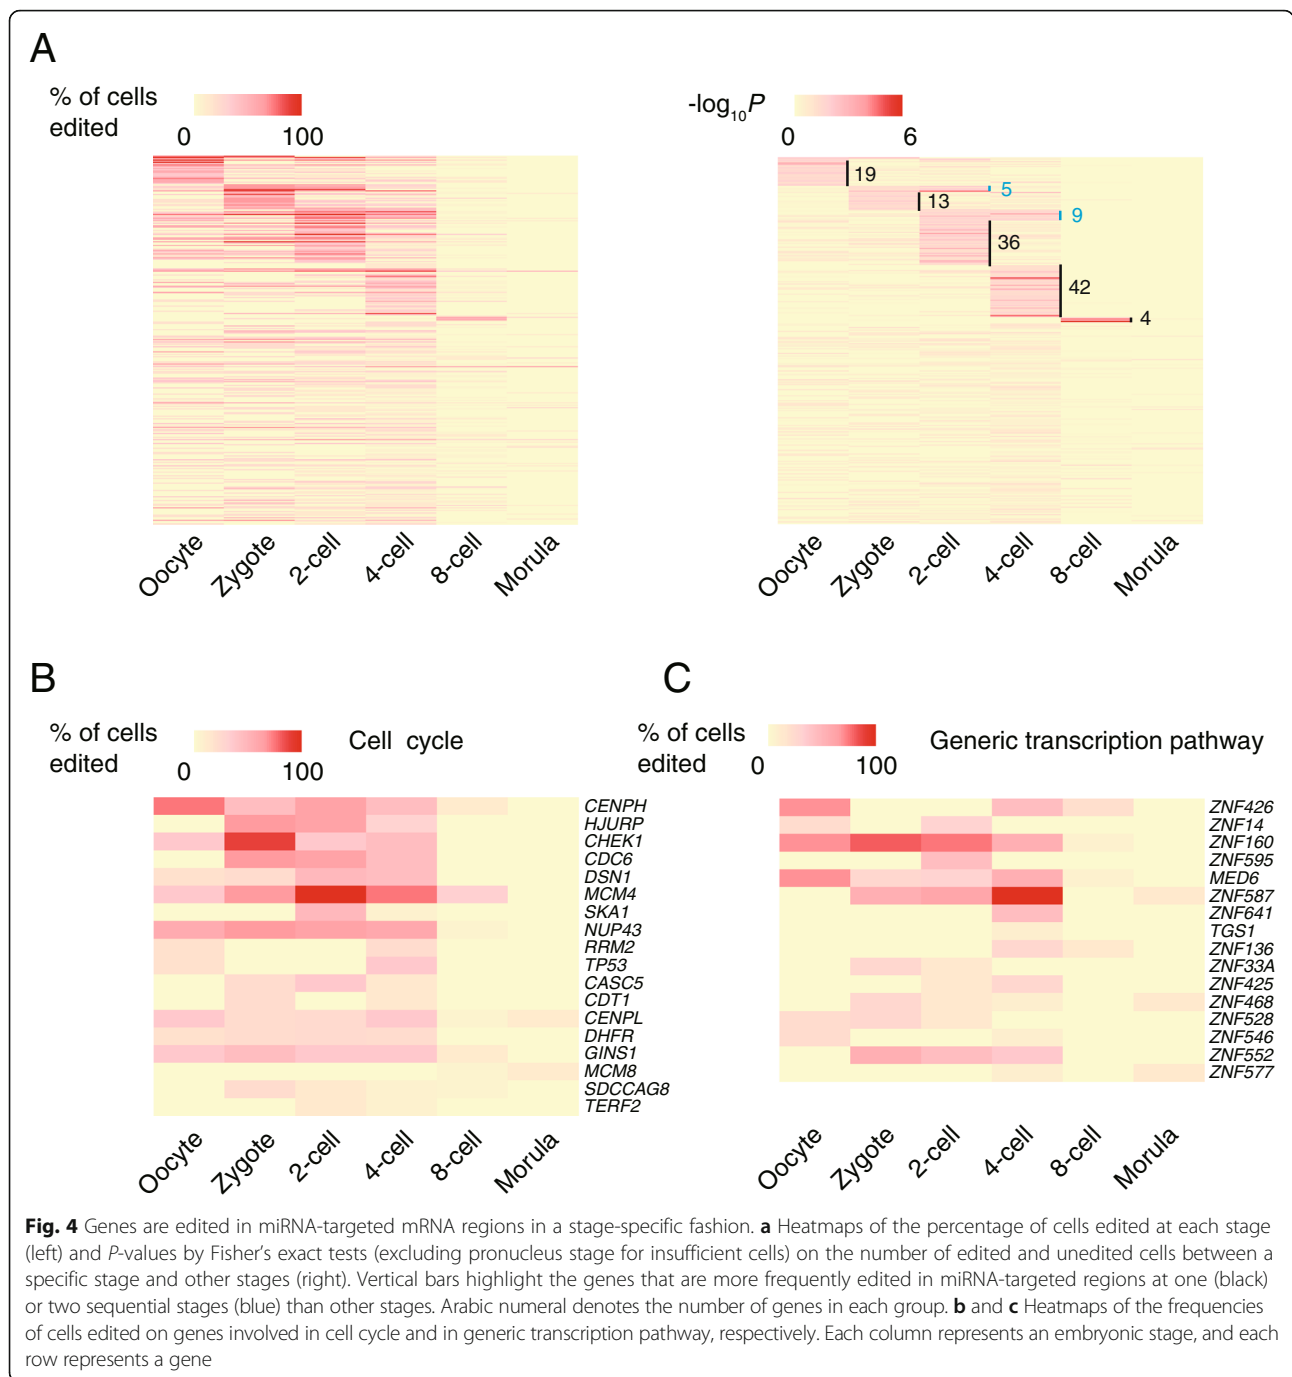 A
% of cells
edited
0 100
-log10P
0 6
19
5
13
9
36
42
4
Oocyte Zygote 2-cell 4-cell 8-cell Morula
Oocyte Zygote 2-cell 4-cell 8-cell Morula
B
% of cells
edited
0 100
Cell cycle
CENPH
HJURP
CHEK1
CDC6
DSN1
MCM4
SKA1
NUP43
RRM2
TP53
CASC5
CDT1
CENPL
DHFR
GINS1
MCM8
SDCCAG8
TERF2
Oocyte Zygote 2-cell 4-cell 8-cell Morula
C
% of cells
edited
0 100
Generic transcription pathway
ZNF426
ZNF14
ZNF160
ZNF595
MED6
ZNF587
ZNF641
TGS1
ZNF136
ZNF33A
ZNF425
ZNF468
ZNF528
ZNF546
ZNF552
ZNF577
Oocyte Zygote 2-cell 4-cell 8-cell Morula
Fig. 4 Genes are edited in miRNA-targeted mRNA regions in a stage-specific fashion. a Heatmaps of the percentage of cells edited at each stage
(left) and P-values by Fisher's exact tests (excluding pronucleus stage for insufficient cells) on the number of edited and unedited cells between a
specific stage and other stages (right). Vertical bars highlight the genes that are more frequently edited in miRNA-targeted regions at one (black)
or two sequential stages (blue) than other stages. Arabic numeral denotes the number of genes in each group. b and c Heatmaps of the frequencies
of cells edited on genes involved in cell cycle and in generic transcription pathway, respectively. Each column represents an embryonic stage, and each
row represents a gene